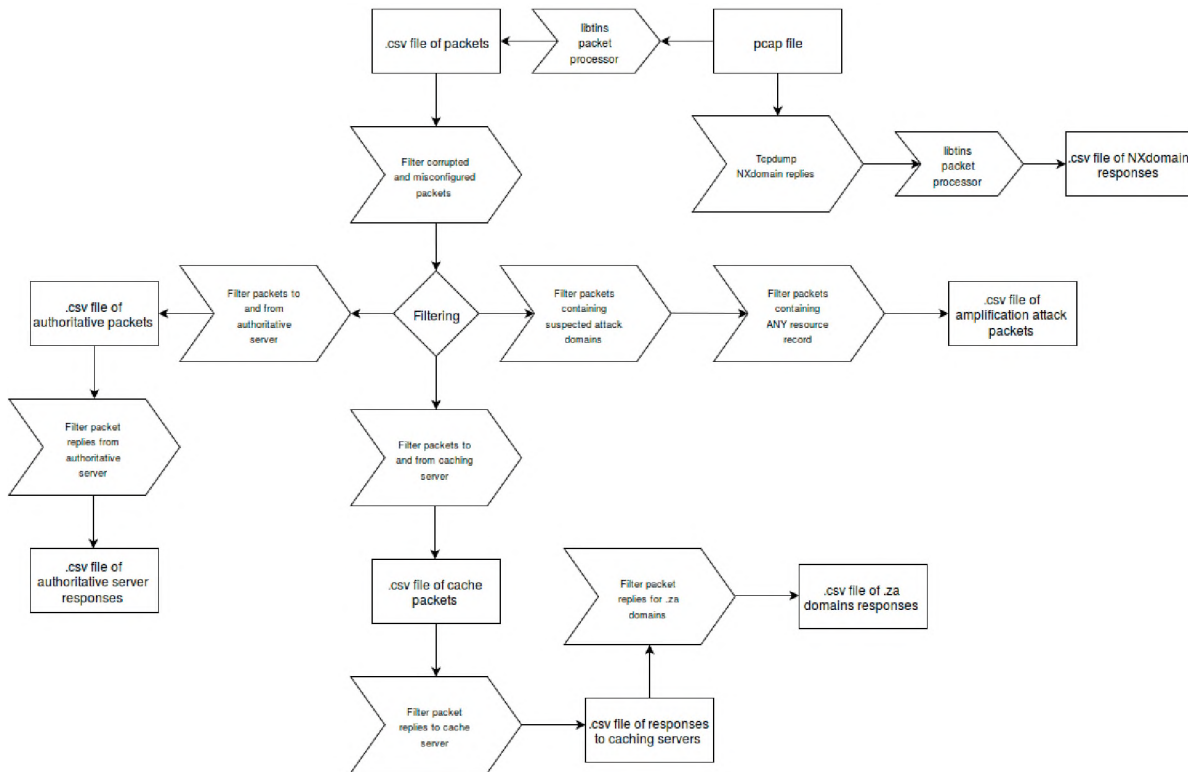 .csv file of packets
libtins
packet
processor
pcap file
Filter corrupted
and misconfigured
packets
Tcpdump
NXdomain replies
libtins
packet
processor
.csv file of NXdomain
responses
.csv file of
authoritative packets
Filter packets to
and from
authoritative
server
Filtering
Filter packets
containing
suspected attack
domains
Filter packets
containing
ANY resource
record
.csv file of
amplification attack
packets
Filter packet
replies from
authoritative
server
Filter packets to
and from caching
server
.csv file of
authoritative server
responses
.csv file of cache
packets
Filter packet
replies for .za
domains
.csv file of .za
domains responses
Filter packet
replies to cache
server
.csv file of responses
to caching servers